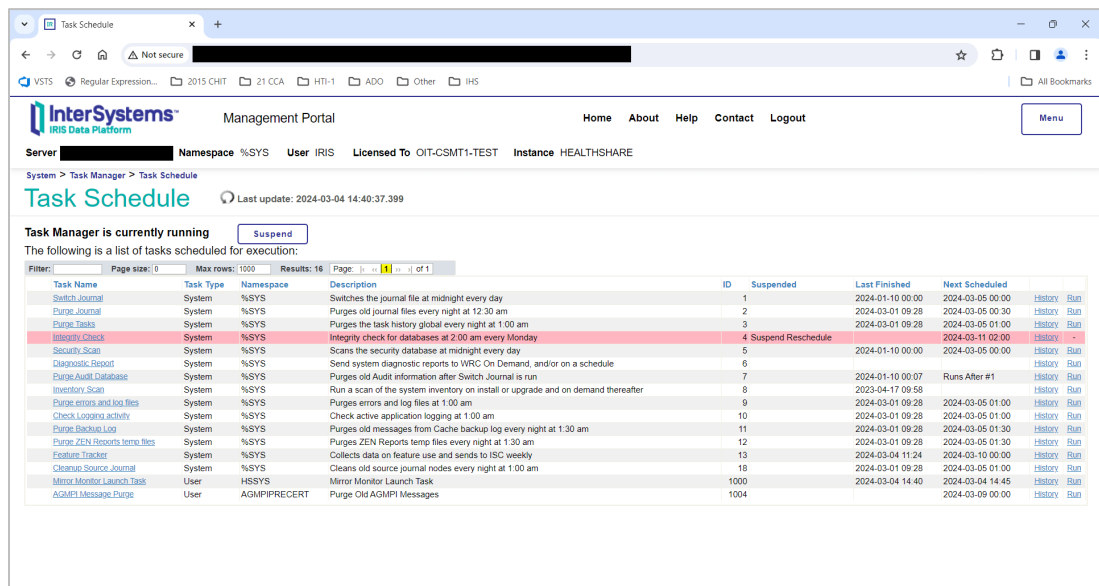 Task Schedule
Not secure
VSTS Regular Expression... 2015 CHIT 21 CCA HTI-1 ADO Other IHS All Bookmarks
InterSystems™
IRIS Data Platform
Management Portal
Home About Help Contact Logout
Menu
Server Namespace %SYS User IRIS Licensed To OIT-CSMT1-TEST Instance HEALTHSHARE
System > Task Manager > Task Schedule
Task Schedule Last update: 2024-03-04 14:40:37.399
Task Manager is currently running Suspend
The following is a list of tasks scheduled for execution:
Filter: Page size: 0 Max rows: 1000 Results: 16 Page: |‹ ‹‹ 1 ›› ›| of 1
Task Name Task Type Namespace Description ID Suspended Last Finished Next Scheduled
Switch Journal System %SYS Switches the journal file at midnight every day 1 2024-01-10 00:00 2024-03-05 00:00 History Run
Purge Journal System %SYS Purges old journal files every night at 12:30 am 2 2024-03-01 09:28 2024-03-05 00:30 History Run
Purge Tasks System %SYS Purges the task history global every night at 1:00 am 3 2024-03-01 09:28 2024-03-05 01:00 History Run
Integrity Check System %SYS Integrity check for databases at 2:00 am every Monday 4 Suspend Reschedule 2024-03-11 02:00 History -
Security Scan System %SYS Scans the security database at midnight every day 5 2024-01-10 00:00 2024-03-05 00:00 History Run
Diagnostic Report System %SYS Send system diagnostic reports to WRC On Demand, and/or on a schedule 6 History Run
Purge Audit Database System %SYS Purges old Audit information after Switch Journal is run 7 2024-01-10 00:07 Runs After #1 History Run
Inventory Scan System %SYS Run a scan of the system inventory on install or upgrade and on demand thereafter 8 2023-04-17 09:58 History Run
Purge errors and log files System %SYS Purges errors and log files at 1:00 am 9 2024-03-01 09:28 2024-03-05 01:00 History Run
Check Logging activity System %SYS Check active application logging at 1:00 am 10 2024-03-01 09:28 2024-03-05 01:00 History Run
Purge Backup Log System %SYS Purges old messages from Cache backup log every night at 1:30 am 11 2024-03-01 09:28 2024-03-05 01:30 History Run
Purge ZEN Reports temp files System %SYS Purges ZEN Reports temp files every night at 1:30 am 12 2024-03-01 09:28 2024-03-05 01:30 History Run
Feature Tracker System %SYS Collects data on feature use and sends to ISC weekly 13 2024-03-04 11:24 2024-03-10 00:00 History Run
Cleanup Source Journal System %SYS Cleans old source journal nodes every night at 1:00 am 18 2024-03-01 09:28 2024-03-05 01:00 History Run
Mirror Monitor Launch Task User HSSYS Mirror Monitor Launch Task 1000 2024-03-04 14:40 2024-03-04 14:45 History Run
AGMPI Message Purge User AGMPIPRECERT Purge Old AGMPI Messages 1004 2024-03-09 00:00 History Run